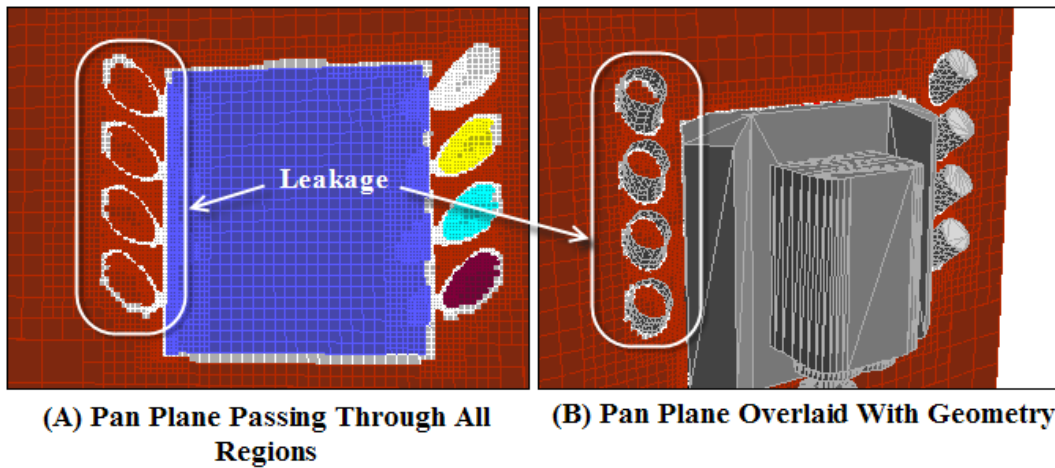 Leakage
(A) Pan Plane Passing Through All
Regions
(B) Pan Plane Overlaid With Geometry